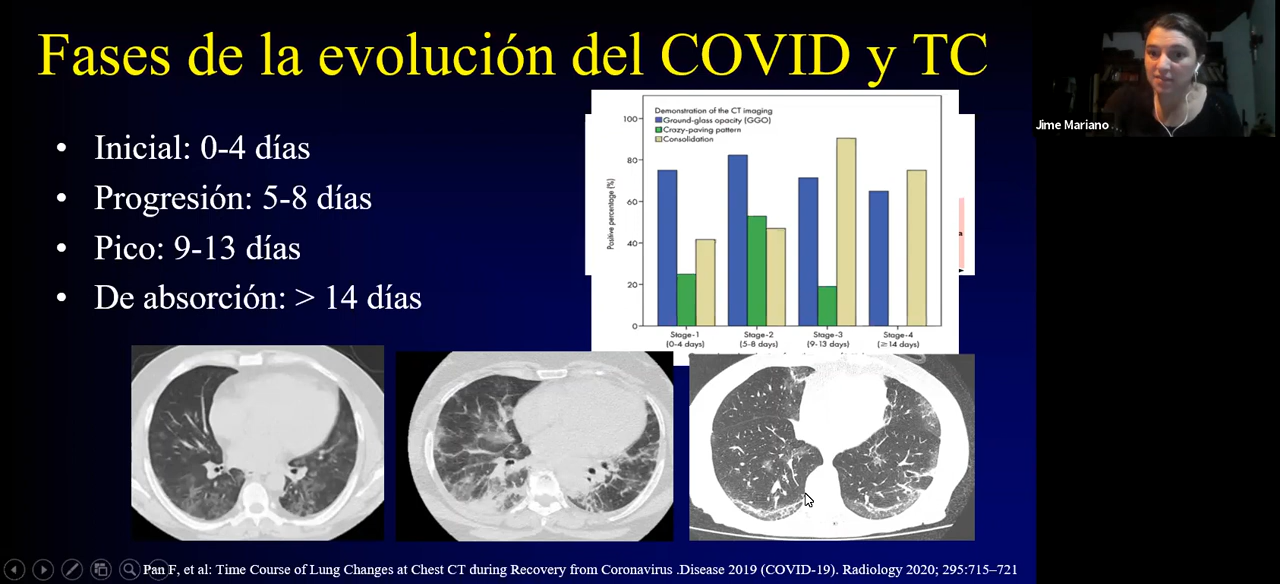 Fases de la evolución del COVID y TC
Jime Mariano
• Inicial: 0-4 días
• Progresión: 5-8 días
• Pico: 9-13 días
• De absorción: > 14 días
Demonstration of the CT imaging
Ground-glass opacity (GGO)
Crazy-paving pattern
Consolidation
Positive percentage (%)
100
80
60
40
20
0
Stage-1 Stage-2 Stage-3 Stage-4
(0-4 days) (5-8 days) (9-13 days) (≥14 days)
Pan F, et al: Time Course of Lung Changes at Chest CT during Recovery from Coronavirus .Disease 2019 (COVID-19). Radiology 2020; 295:715–721